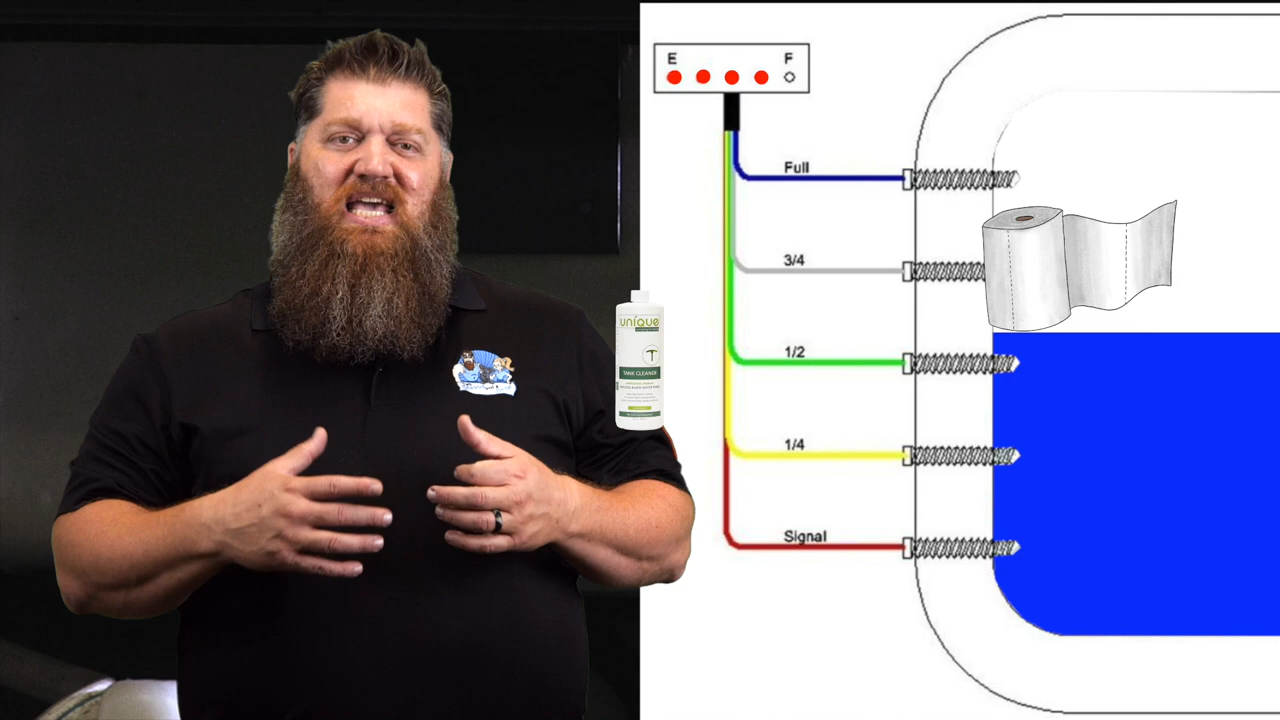 E F
Full
3/4
1/2
1/4
Signal
unique
TANK CLEANER